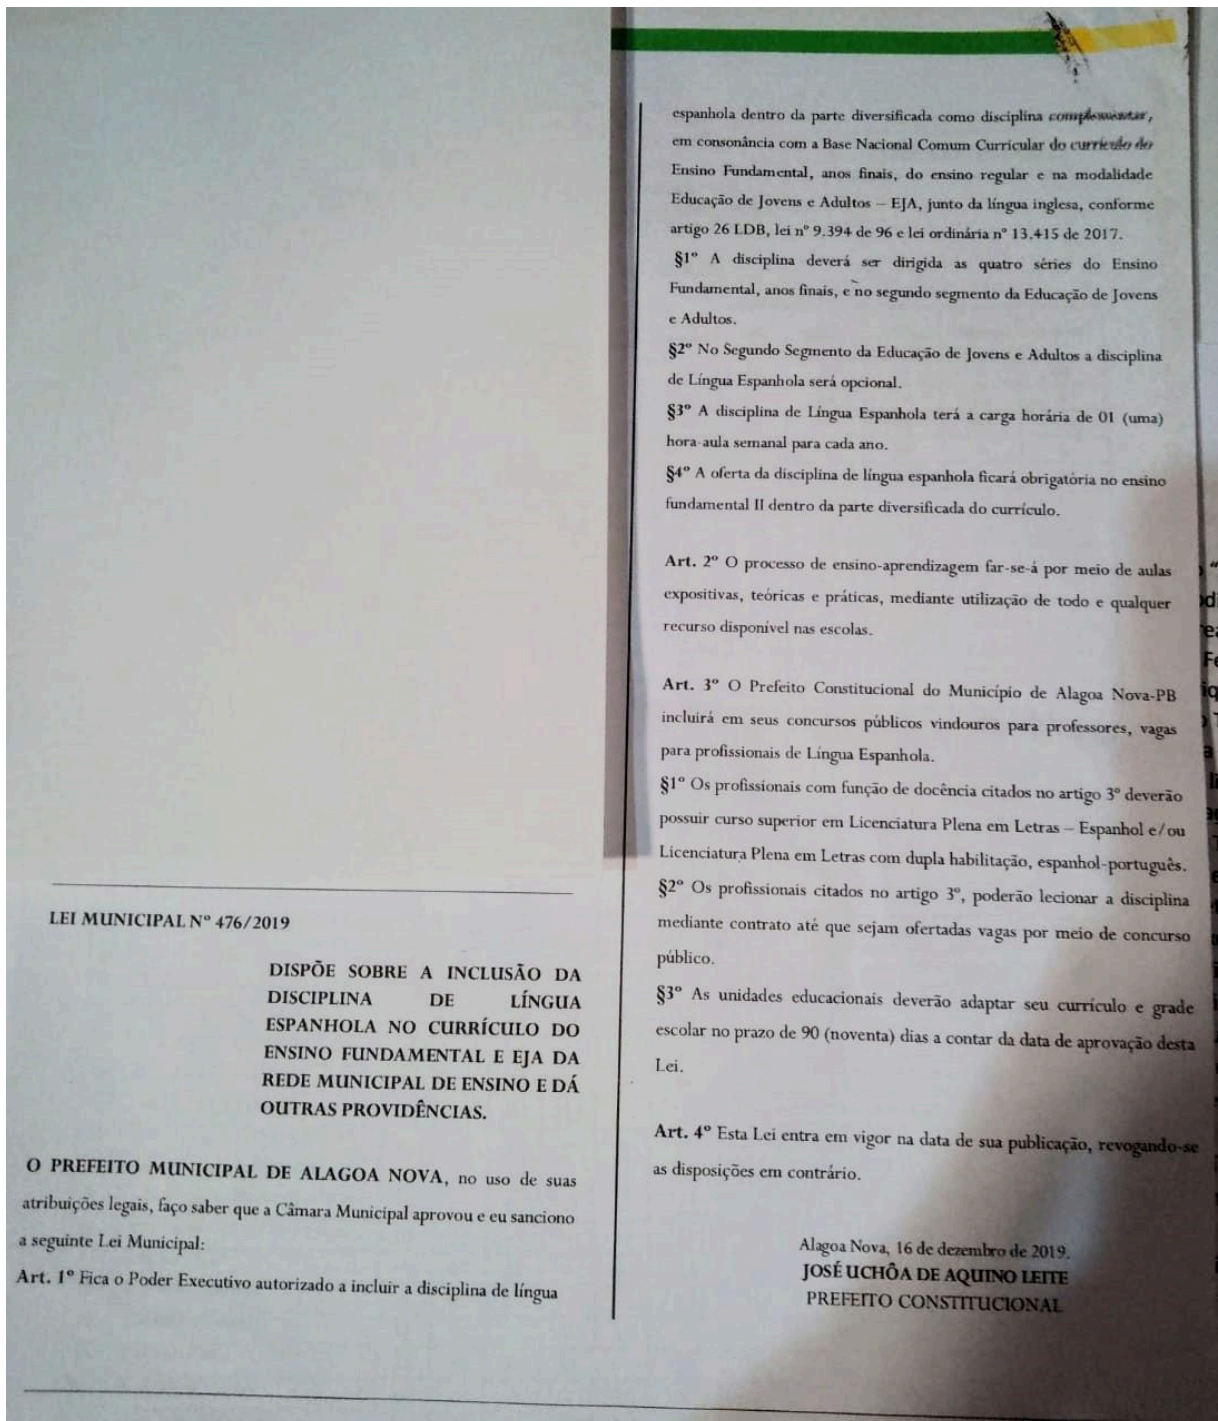 LEI MUNICIPAL Nº 476/2019
DISPÕE SOBRE A INCLUSÃO DA
DISCIPLINA DE LÍNGUA
ESPANHOLA NO CURRÍCULO DO
ENSINO FUNDAMENTAL E EJA DA
REDE MUNICIPAL DE ENSINO E DÁ
OUTRAS PROVIDÊNCIAS.
O PREFEITO MUNICIPAL DE ALAGOA NOVA, no uso de suas
atribuições legais, faço saber que a Câmara Municipal aprovou e eu sanciono
a seguinte Lei Municipal:
Art. 1º Fica o Poder Executivo autorizado a incluir a disciplina de língua
espanhola dentro da parte diversificada como disciplina complementar,
em consonância com a Base Nacional Comum Curricular do currículo do
Ensino Fundamental, anos finais, do ensino regular e na modalidade
Educação de Jovens e Adultos – EJA, junto da língua inglesa, conforme
artigo 26 LDB, lei nº 9.394 de 96 e lei ordinária nº 13.415 de 2017.
§1º A disciplina deverá ser dirigida as quatro séries do Ensino
Fundamental, anos finais, e no segundo segmento da Educação de Jovens
e Adultos.
§2º No Segundo Segmento da Educação de Jovens e Adultos a disciplina
de Língua Espanhola será opcional.
§3º A disciplina de Língua Espanhola terá a carga horária de 01 (uma)
hora-aula semanal para cada ano.
§4º A oferta da disciplina de língua espanhola ficará obrigatória no ensino
fundamental II dentro da parte diversificada do currículo.
Art. 2º O processo de ensino-aprendizagem far-se-á por meio de aulas
expositivas, teóricas e práticas, mediante utilização de todo e qualquer
recurso disponível nas escolas.
Art. 3º O Prefeito Constitucional do Município de Alagoa Nova-PB
incluirá em seus concursos públicos vindouros para professores, vagas
para profissionais de Língua Espanhola.
§1º Os profissionais com função de docência citados no artigo 3º deverão
possuir curso superior em Licenciatura Plena em Letras – Espanhol e/ou
Licenciatura Plena em Letras com dupla habilitação, espanhol-português.
§2º Os profissionais citados no artigo 3º, poderão lecionar a disciplina
mediante contrato até que sejam ofertadas vagas por meio de concurso
público.
§3º As unidades educacionais deverão adaptar seu currículo e grade
escolar no prazo de 90 (noventa) dias a contar da data de aprovação desta
Lei.
Art. 4º Esta Lei entra em vigor na data de sua publicação, revogando-se
as disposições em contrário.
Alagoa Nova, 16 de dezembro de 2019.
JOSÉ UCHÔA DE AQUINO LEITE
PREFEITO CONSTITUCIONAL